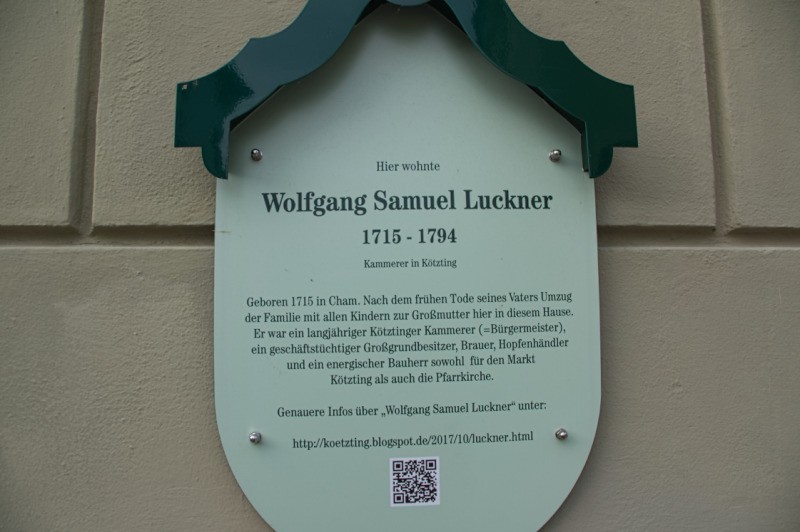 Hier wohnte
Wolfgang Samuel Luckner
1715 - 1794
Kammerer in Kötzting
Geboren 1715 in Cham. Nach dem frühen Tode seines Vaters Umzug
der Familie mit allen Kindern zur Großmutter hier in diesem Hause.
Er war ein langjähriger Kötztinger Kammerer (=Bürgermeister),
ein geschäftstüchtiger Großgrundbesitzer, Brauer, Hopfenhändler
und ein energischer Bauherr sowohl für den Markt
Kötzting als auch die Pfarrkirche.
Genauere Infos über „Wolfgang Samuel Luckner“ unter:
http://koetzting.blogspot.de/2017/10/luckner.html